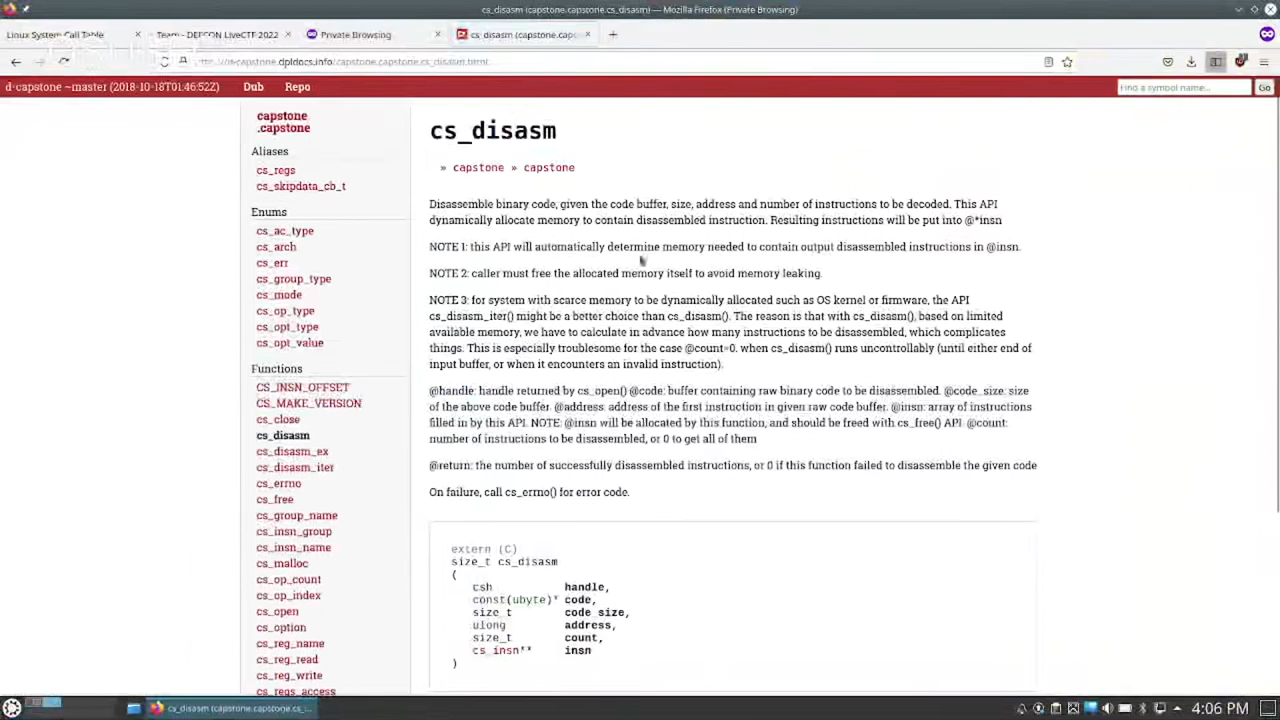 cs_disasm (capstone.capstone.cs_disasm) — Mozilla Firefox (Private Browsing)
Linux System Call Table
Team - DEFCON LiveCTF 2022
Private Browsing
cs_disasm (capstone.caps
d-capstone.dpldocs.info/capstone.capstone.cs_disasm.html
d-capstone ~master (2018-10-18T01:46:52Z)
Dub
Repo
Find a symbol name...
Go
capstone
.capstone
Aliases
cs_regs
cs_skipdata_cb_t
Enums
cs_ac_type
cs_arch
cs_err
cs_group_type
cs_mode
cs_op_type
cs_opt_type
cs_opt_value
Functions
CS_INSN_OFFSET
CS_MAKE_VERSION
cs_close
cs_disasm
cs_disasm_ex
cs_disasm_iter
cs_errno
cs_free
cs_group_name
cs_insn_group
cs_insn_name
cs_malloc
cs_op_count
cs_op_index
cs_open
cs_option
cs_reg_name
cs_reg_read
cs_reg_write
cs_regs_access
cs_disasm
» capstone » capstone
Disassemble binary code, given the code buffer, size, address and number of instructions to be decoded. This API
dynamically allocate memory to contain disassembled instruction. Resulting instructions will be put into @*insn
NOTE 1: this API will automatically determine memory needed to contain output disassembled instructions in @insn.
NOTE 2: caller must free the allocated memory itself to avoid memory leaking.
NOTE 3: for system with scarce memory to be dynamically allocated such as OS kernel or firmware, the API
cs_disasm_iter() might be a better choice than cs_disasm(). The reason is that with cs_disasm(), based on limited
available memory, we have to calculate in advance how many instructions to be disassembled, which complicates
things. This is especially troublesome for the case @count=0, when cs_disasm() runs uncontrollably (until either end of
input buffer, or when it encounters an invalid instruction).
@handle: handle returned by cs_open() @code: buffer containing raw binary code to be disassembled. @code_size: size
of the above code buffer. @address: address of the first instruction in given raw code buffer. @insn: array of instructions
filled in by this API. NOTE: @insn will be allocated by this function, and should be freed with cs_free() API. @count:
number of instructions to be disassembled, or 0 to get all of them
@return: the number of successfully disassembled instructions, or 0 if this function failed to disassemble the given code
On failure, call cs_errno() for error code.
extern (C)
size_t cs_disasm
(
csh handle,
const(ubyte)* code,
size_t code_size,
ulong address,
size_t count,
cs_insn** insn
)
cs_disasm (capstone.capstone.cs_...
4:06 PM